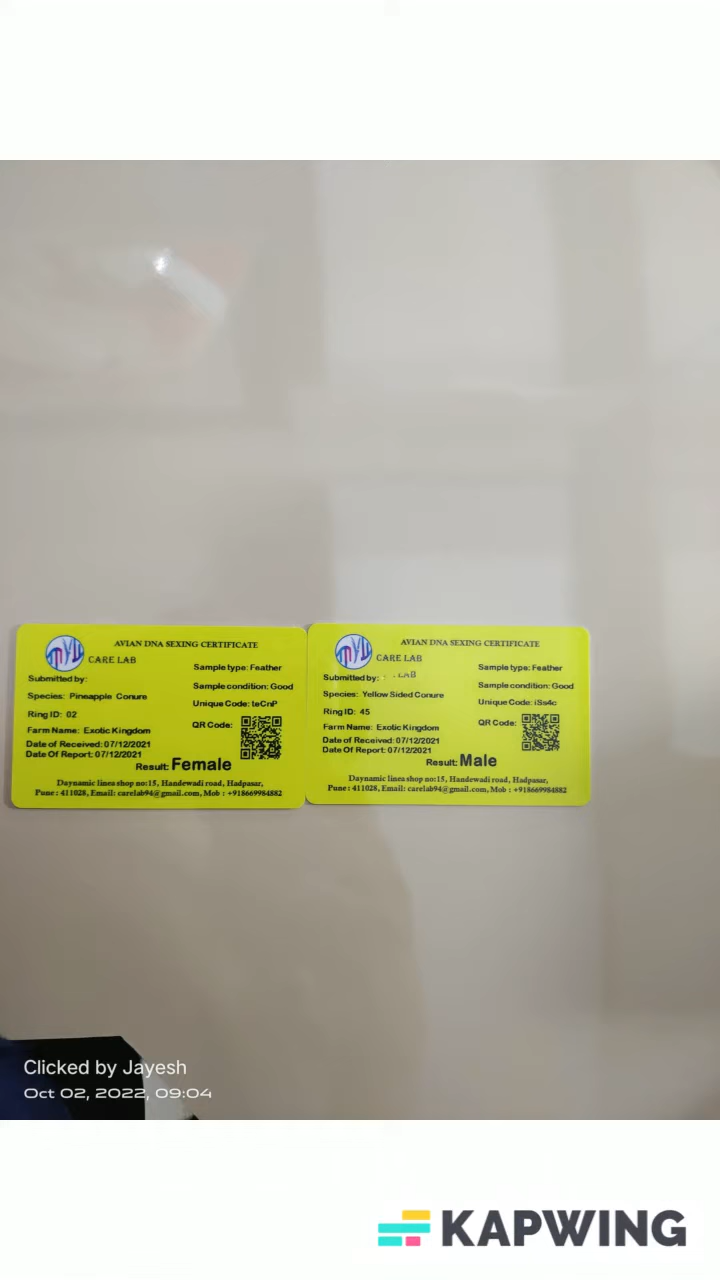 AVIAN DNA SEXING CERTIFICATE
CARE LAB
Submitted by:
Species: Pineapple Conure
Ring ID: 02
Farm Name: Exotic Kingdom
Date of Received: 07/12/2021
Date Of Report: 07/12/2021
Sample type: Feather
Sample condition: Good
Unique Code: teCnP
QR Code:
Result: Female
Daynamic linea shop no:15, Handewadi road, Hadpasar,
Pune : 411028, Email: carelab94@gmail.com, Mob : +918669984882
AVIAN DNA SEXING CERTIFICATE
CARE LAB
Submitted by: LAB
Species: Yellow Sided Conure
Ring ID: 45
Farm Name: Exotic Kingdom
Date of Received: 07/12/2021
Date Of Report: 07/12/2021
Sample type: Feather
Sample condition: Good
Unique Code: iSs4c
QR Code:
Result: Male
Daynamic linea shop no:15, Handewadi road, Hadpasar,
Pune : 411028, Email: carelab94@gmail.com, Mob : +918669984882
Clicked by Jayesh
Oct 02, 2022, 09:04
KAPWING